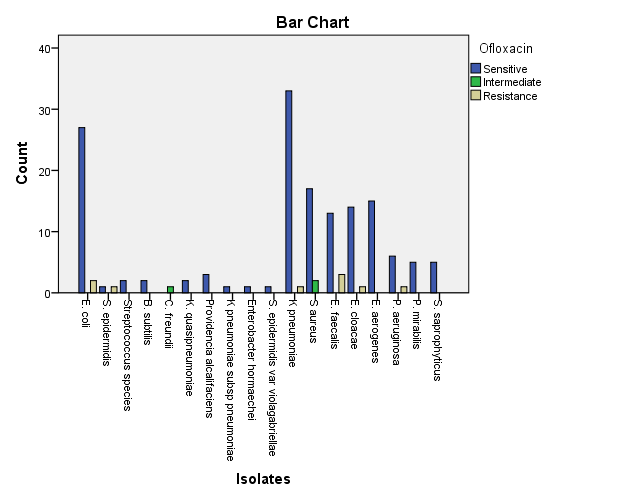 Bar Chart
Ofloxacin
Sensitive
Intermediate
Resistance
Count
40
30
20
10
0
E. coli
S. epidermidis
Streptococcus species
B. subtilis
C. freundii
K. quasipneumoniae
Providencia alcalifaciens
K pneumoniae subsp pneumoniae
Enterobacter hormaechei
S. epidermidis var violagabriellae
K pneumoniae
S aureus
E. faecalis
E. cloacae
E. aerogenes
P. aeruginosa
P. mirabilis
S. saprophyticus
Isolates